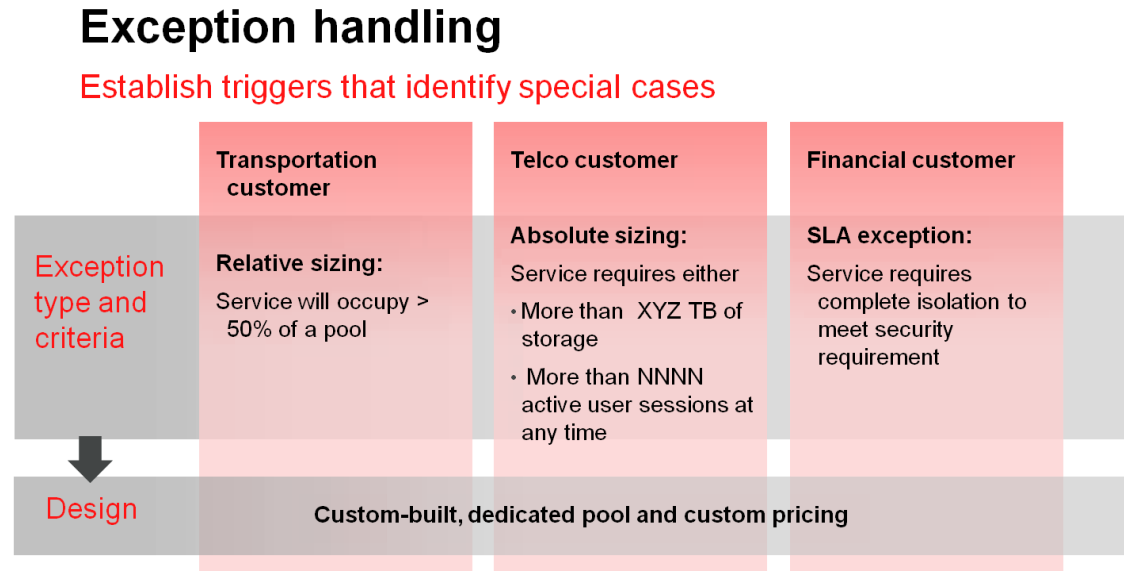 Exception handling
Establish triggers that identify special cases
Transportation
customer
Telco customer
Financial customer
Exception
type and
criteria
Relative sizing:
Service will occupy >
50% of a pool
Absolute sizing:
Service requires either
• More than XYZ TB of
storage
• More than NNNN
active user sessions at
any time
SLA exception:
Service requires
complete isolation to
meet security
requirement
Design
Custom-built, dedicated pool and custom pricing